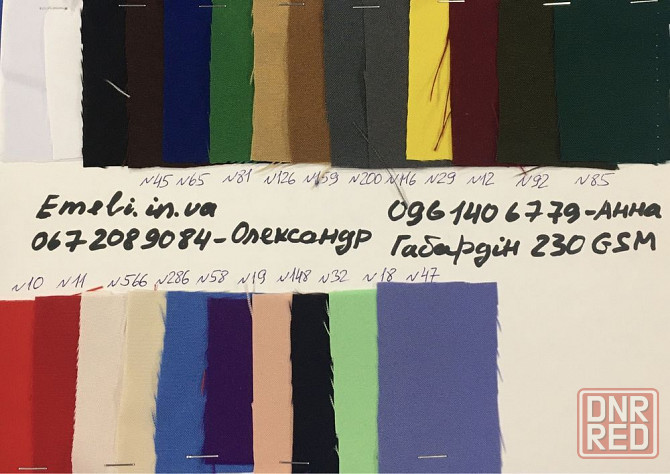 N45 N65 N81 N126 N159 N200 N116 N29 N12 N92 N85
Emeli.in.ua
0672089084-Олександр
0961406779-Анна
Габардін 230 GSM
N10 N11 N566 N286 N58 N19 N148 N32 N18 N47
DNR
RED